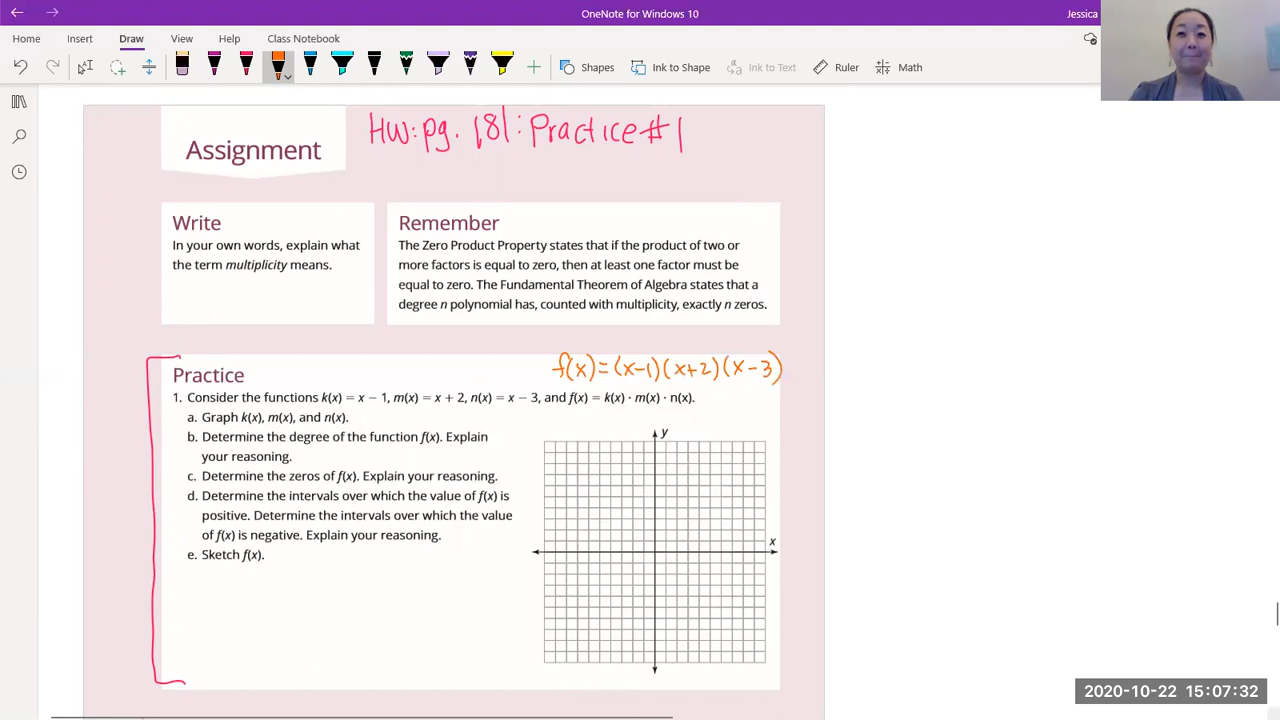 OneNote for Windows 10
Jessica
Home Insert Draw View Help Class Notebook
Shapes Ink to Shape Ink to Text Ruler Math
HW: pg. 181: Practice # 1
Assignment
Write
In your own words, explain what
the term multiplicity means.
Remember
The Zero Product Property states that if the product of two or
more factors is equal to zero, then at least one factor must be
equal to zero. The Fundamental Theorem of Algebra states that a
degree n polynomial has, counted with multiplicity, exactly n zeros.
f(x)=(x-1)(x+2)(x-3)
Practice
1. Consider the functions k(x) = x − 1, m(x) = x + 2, n(x) = x − 3, and f(x) = k(x) · m(x) · n(x).
a. Graph k(x), m(x), and n(x).
b. Determine the degree of the function f(x). Explain
your reasoning.
c. Determine the zeros of f(x). Explain your reasoning.
d. Determine the intervals over which the value of f(x) is
positive. Determine the intervals over which the value
of f(x) is negative. Explain your reasoning.
e. Sketch f(x).
y
x
2020-10-22 15:07:32